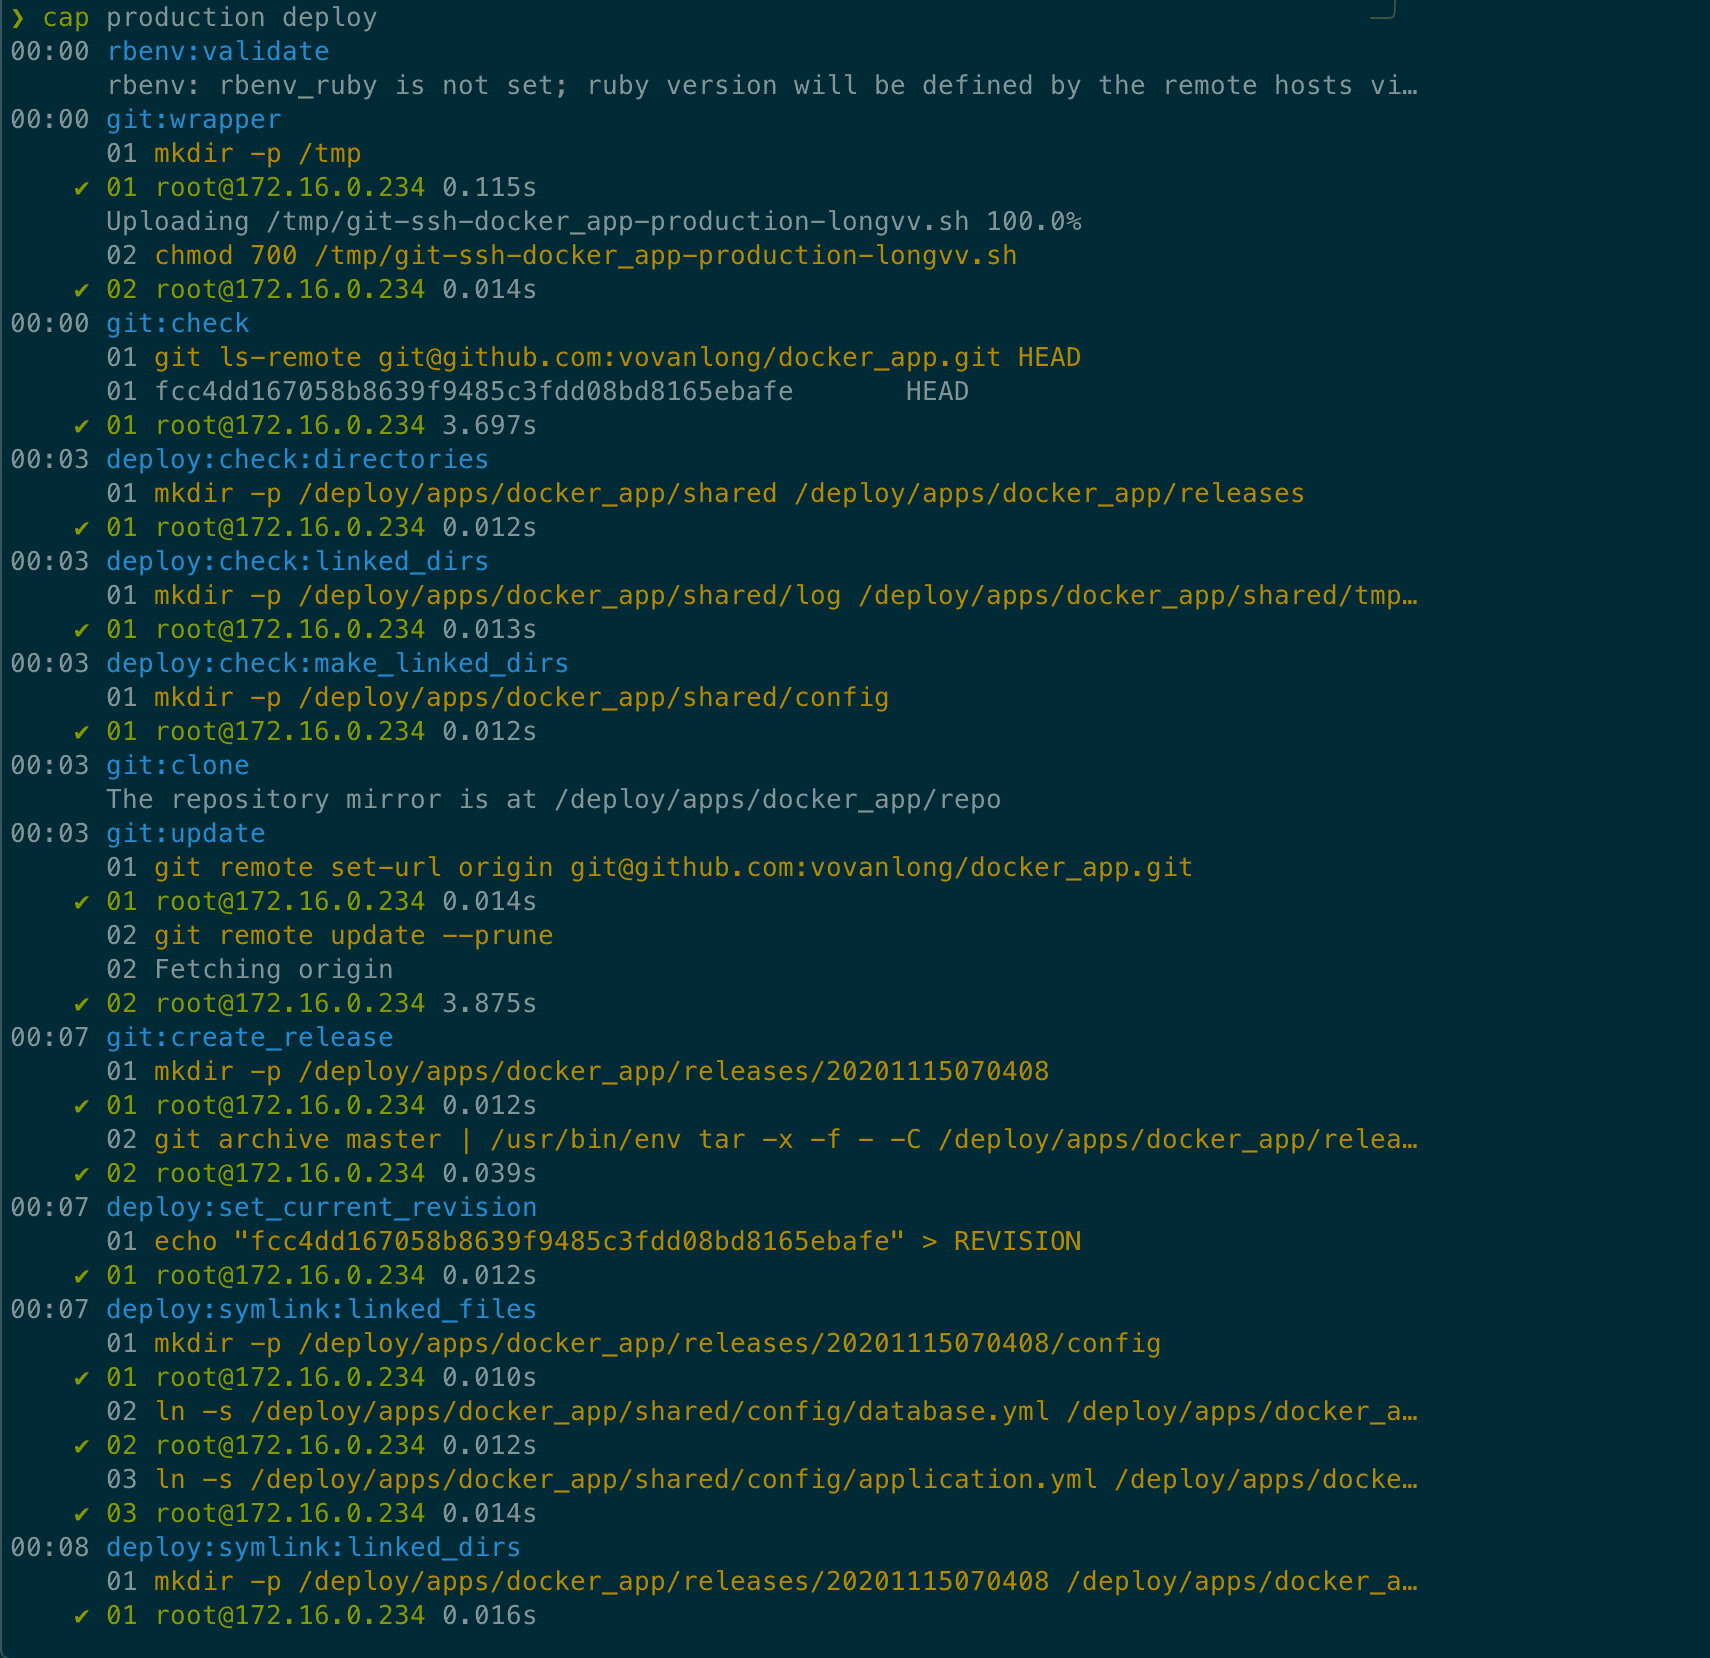 ❯ cap production deploy
00:00 rbenv:validate
      rbenv: rbenv_ruby is not set; ruby version will be defined by the remote hosts vi…
00:00 git:wrapper
      01 mkdir -p /tmp
    ✔ 01 root@172.16.0.234 0.115s
      Uploading /tmp/git-ssh-docker_app-production-longvv.sh 100.0%
      02 chmod 700 /tmp/git-ssh-docker_app-production-longvv.sh
    ✔ 02 root@172.16.0.234 0.014s
00:00 git:check
      01 git ls-remote git@github.com:vovanlong/docker_app.git HEAD
      01 fcc4dd167058b8639f9485c3fdd08bd8165ebafe       HEAD
    ✔ 01 root@172.16.0.234 3.697s
00:03 deploy:check:directories
      01 mkdir -p /deploy/apps/docker_app/shared /deploy/apps/docker_app/releases
    ✔ 01 root@172.16.0.234 0.012s
00:03 deploy:check:linked_dirs
      01 mkdir -p /deploy/apps/docker_app/shared/log /deploy/apps/docker_app/shared/tmp…
    ✔ 01 root@172.16.0.234 0.013s
00:03 deploy:check:make_linked_dirs
      01 mkdir -p /deploy/apps/docker_app/shared/config
    ✔ 01 root@172.16.0.234 0.012s
00:03 git:clone
      The repository mirror is at /deploy/apps/docker_app/repo
00:03 git:update
      01 git remote set-url origin git@github.com:vovanlong/docker_app.git
    ✔ 01 root@172.16.0.234 0.014s
      02 git remote update --prune
      02 Fetching origin
    ✔ 02 root@172.16.0.234 3.875s
00:07 git:create_release
      01 mkdir -p /deploy/apps/docker_app/releases/20201115070408
    ✔ 01 root@172.16.0.234 0.012s
      02 git archive master | /usr/bin/env tar -x -f - -C /deploy/apps/docker_app/relea…
    ✔ 02 root@172.16.0.234 0.039s
00:07 deploy:set_current_revision
      01 echo "fcc4dd167058b8639f9485c3fdd08bd8165ebafe" > REVISION
    ✔ 01 root@172.16.0.234 0.012s
00:07 deploy:symlink:linked_files
      01 mkdir -p /deploy/apps/docker_app/releases/20201115070408/config
    ✔ 01 root@172.16.0.234 0.010s
      02 ln -s /deploy/apps/docker_app/shared/config/database.yml /deploy/apps/docker_a…
    ✔ 02 root@172.16.0.234 0.012s
      03 ln -s /deploy/apps/docker_app/shared/config/application.yml /deploy/apps/docke…
    ✔ 03 root@172.16.0.234 0.014s
00:08 deploy:symlink:linked_dirs
      01 mkdir -p /deploy/apps/docker_app/releases/20201115070408 /deploy/apps/docker_a…
    ✔ 01 root@172.16.0.234 0.016s